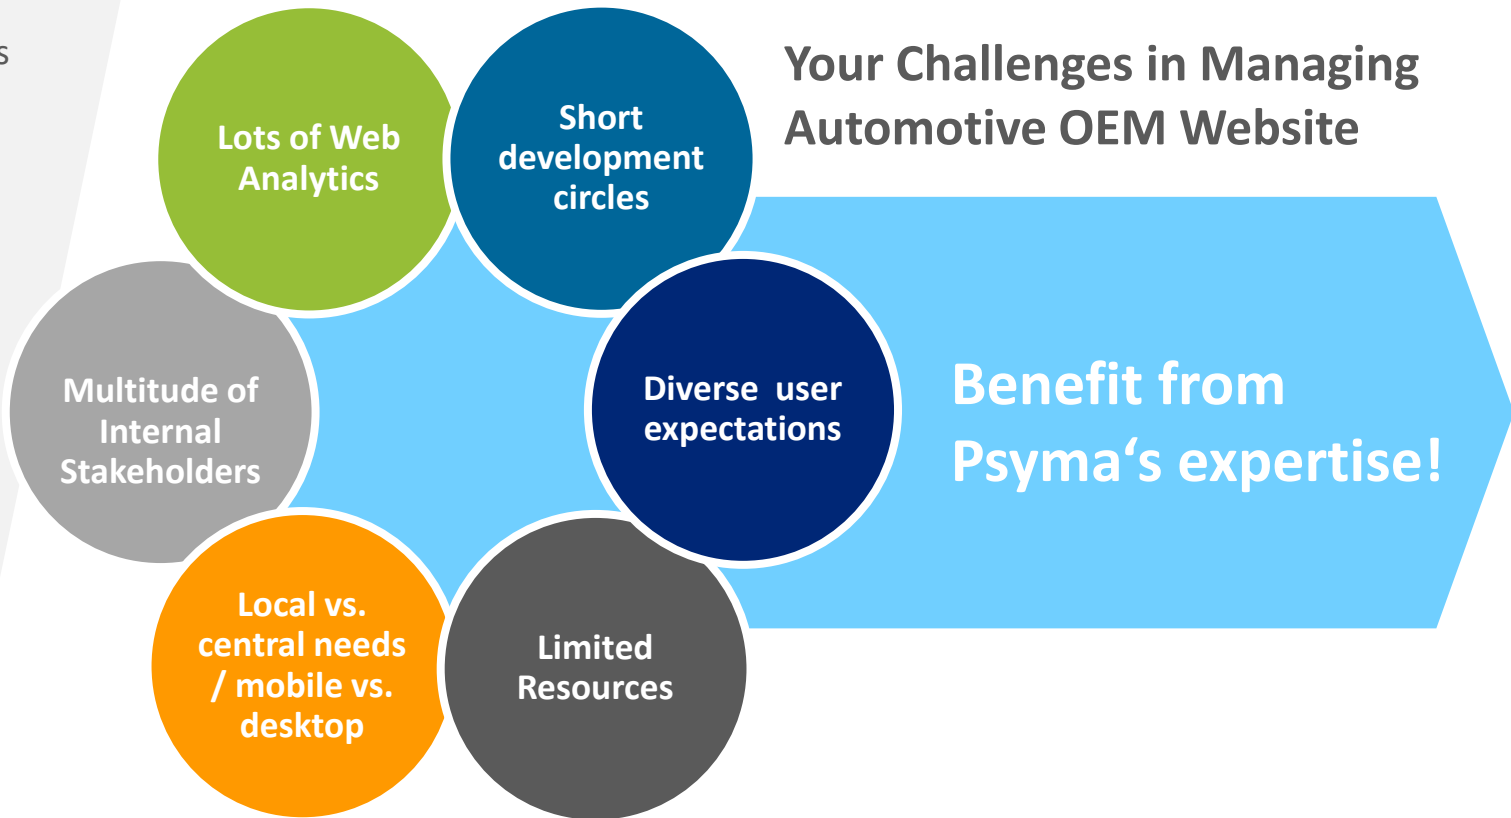 s
Your Challenges in Managing
Automotive OEM Website
Lots of Web
Analytics
Short
development
circles
Diverse  user
expectations
Limited
Resources
Local vs.
central needs
/ mobile vs.
desktop
Multitude of
Internal
Stakeholders
Benefit from
Psyma‘s expertise!